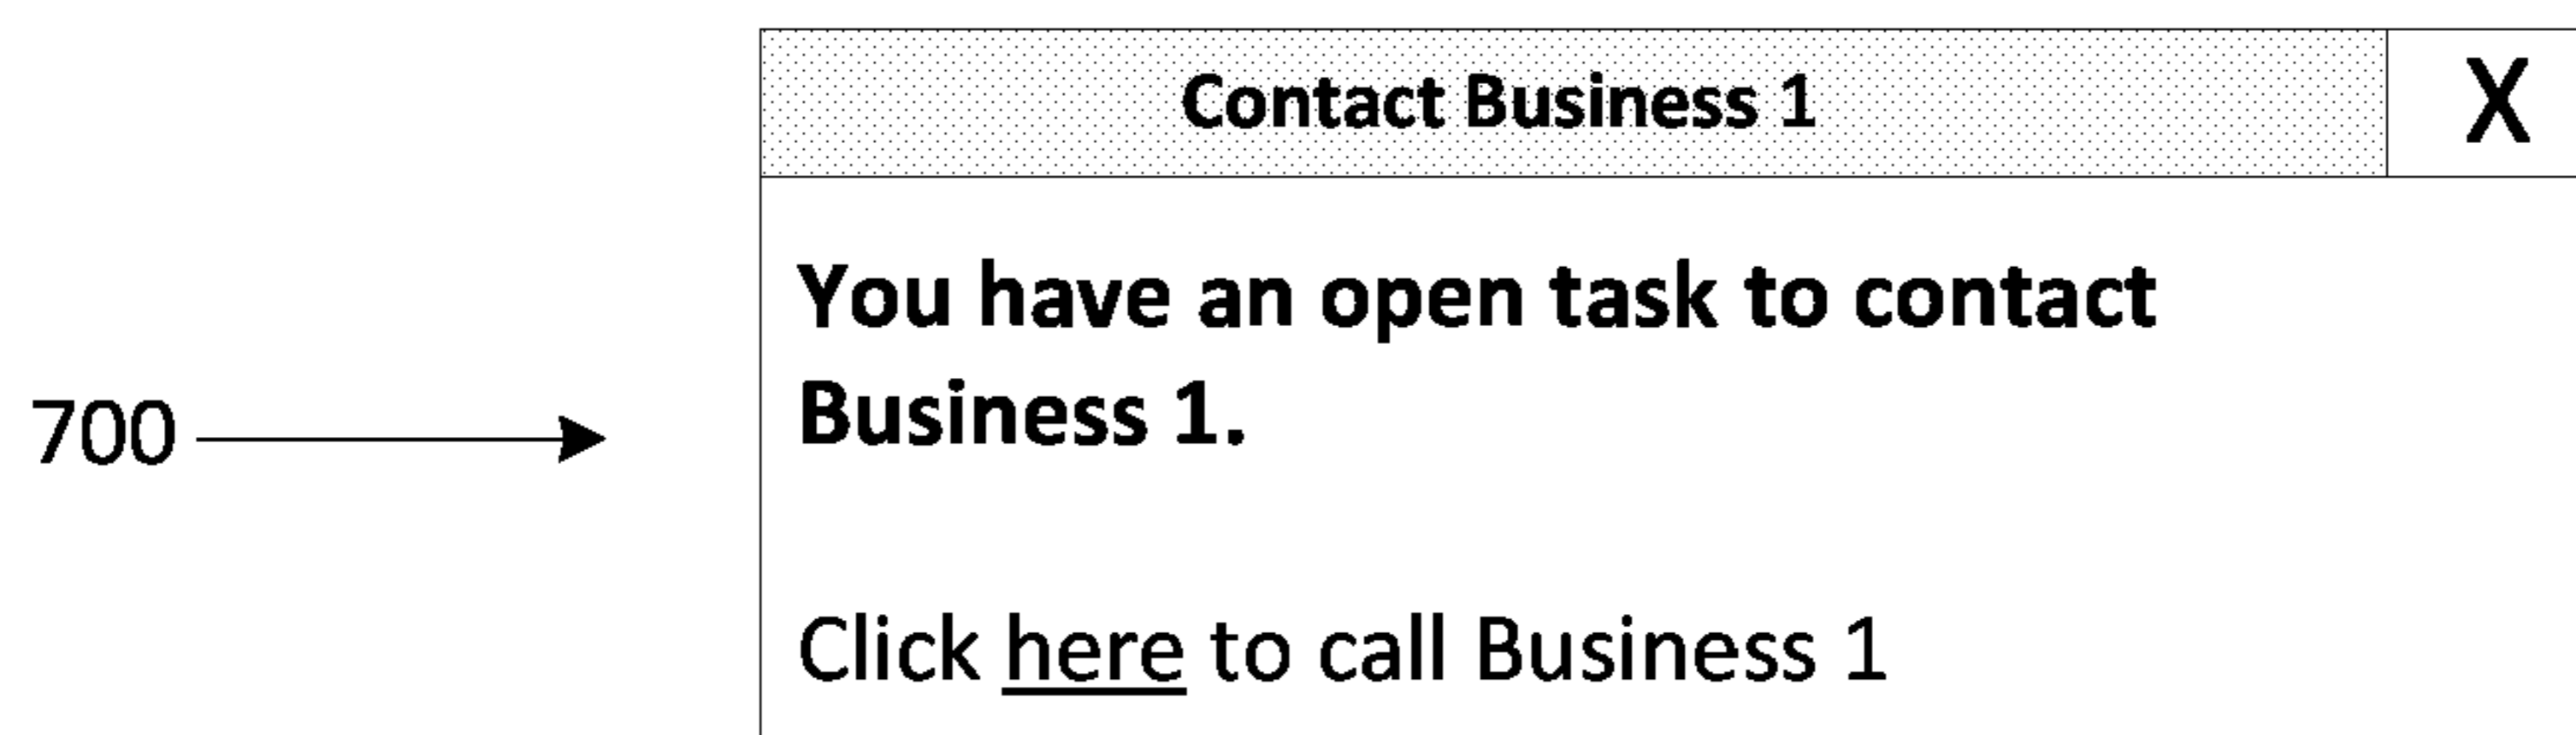 Contact Business 1 X
You have an open task to contact
Business 1.
700
Click here to call Business 1